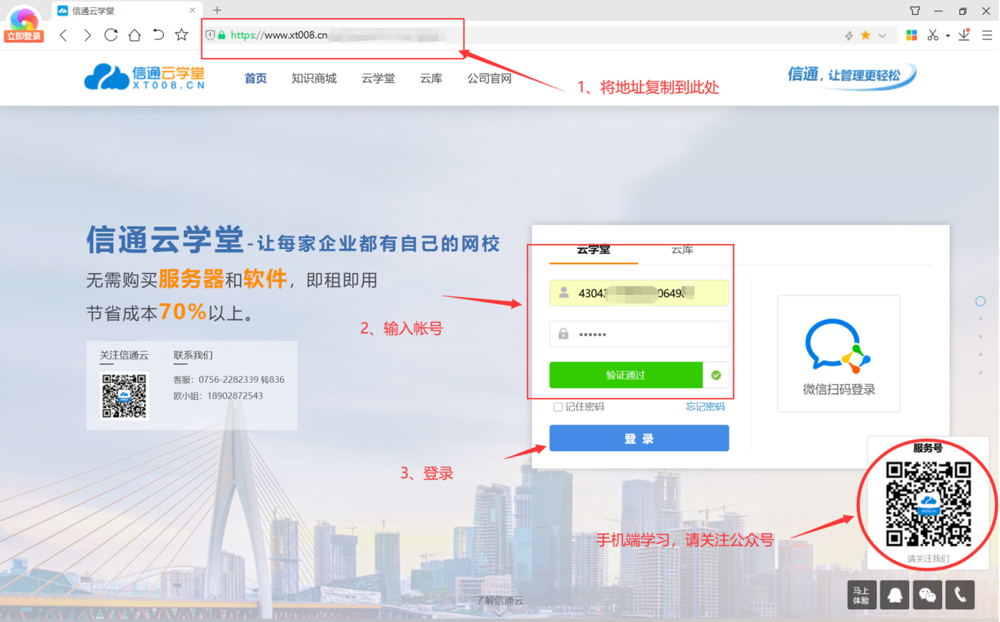 信通云学堂
立即登录
https://www.xt008.cn
信通云学堂
XT008.CN
首页 知识商城 云学堂 云库 公司官网
信通，让管理更轻松
1、将地址复制到此处
信通云学堂-让每家企业都有自己的网校
无需购买服务器和软件，即租即用
节省成本70%以上。
关注信通云 联系我们
客服：0756-2282339 转836
欧小姐：18902872543
2、输入帐号
云学堂 云库
••••••
验证通过
记住密码 忘记密码
登 录
微信扫码登录
3、登录
服务号
xt008.cn
请关注我们
手机端学习，请关注公众号
了解信通云
马上
体验